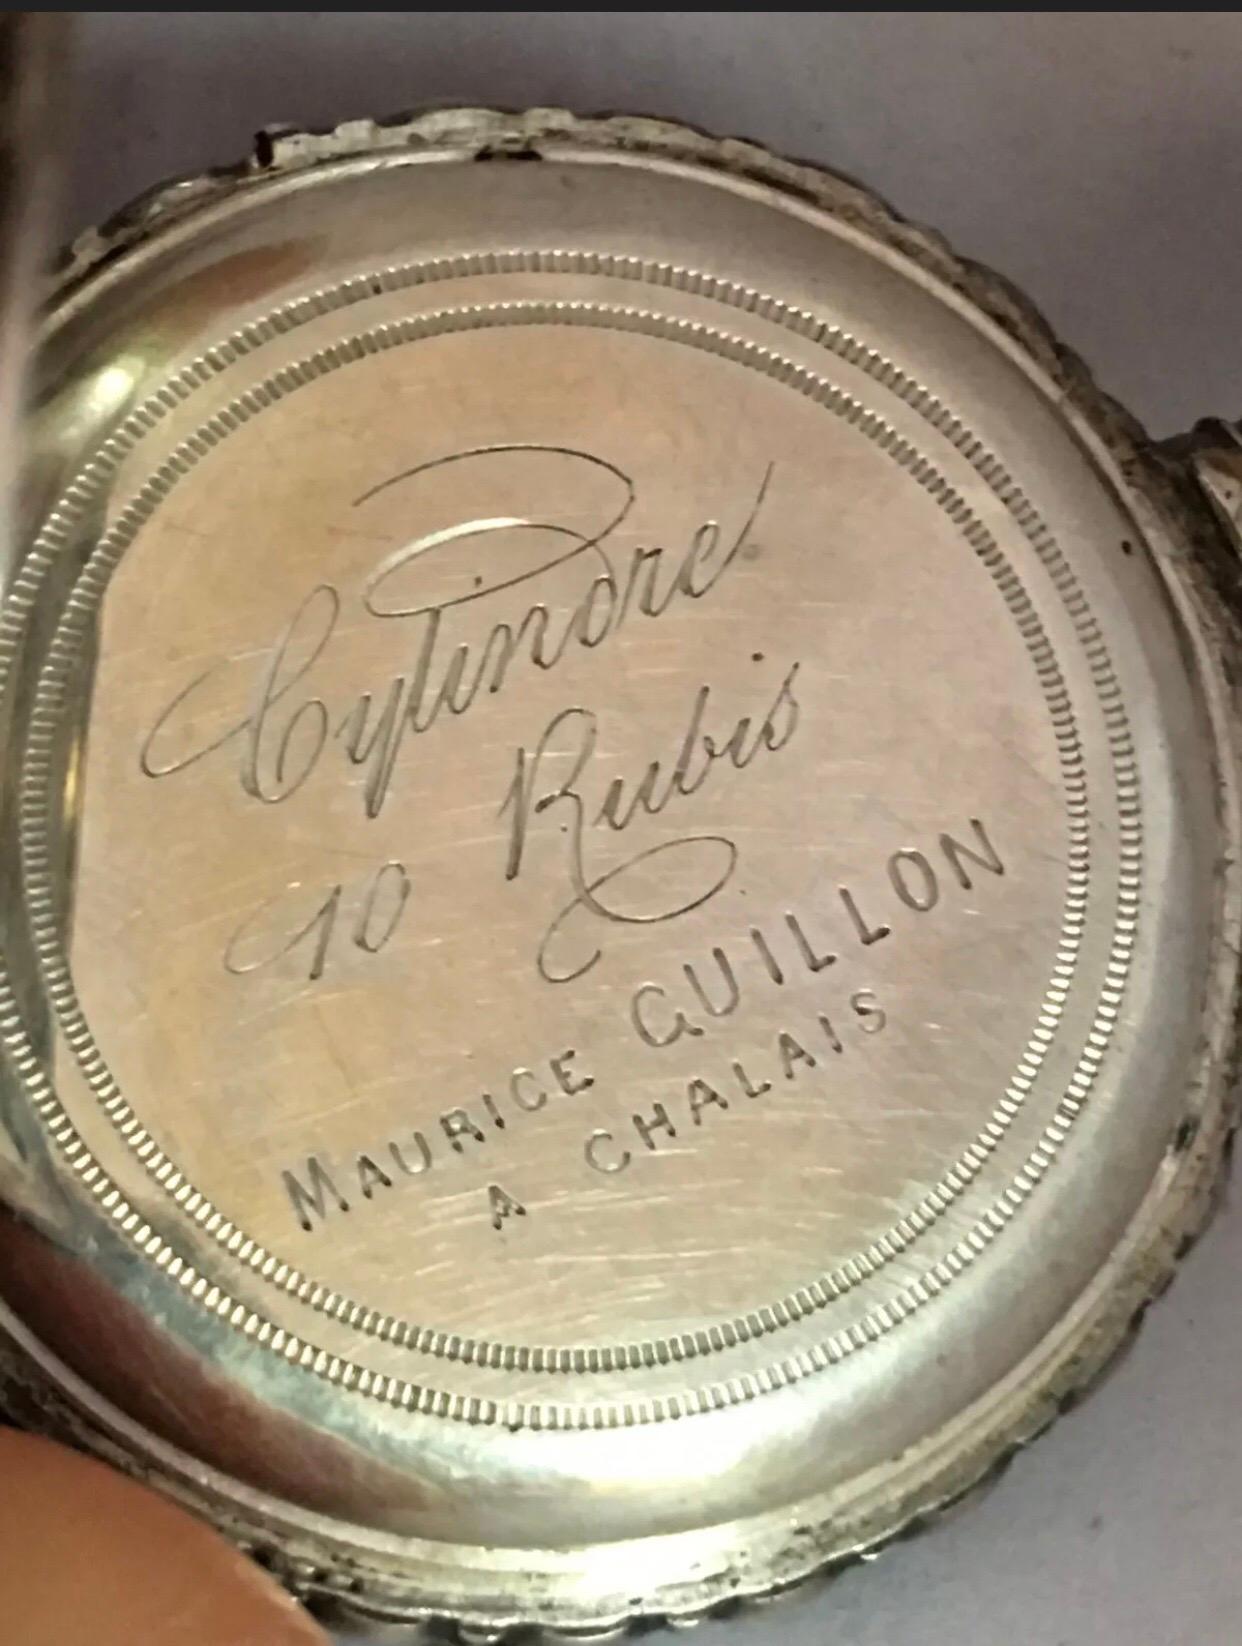 Cylindre
10 Rubis
MAURICE GUILLON
A CHALAIS